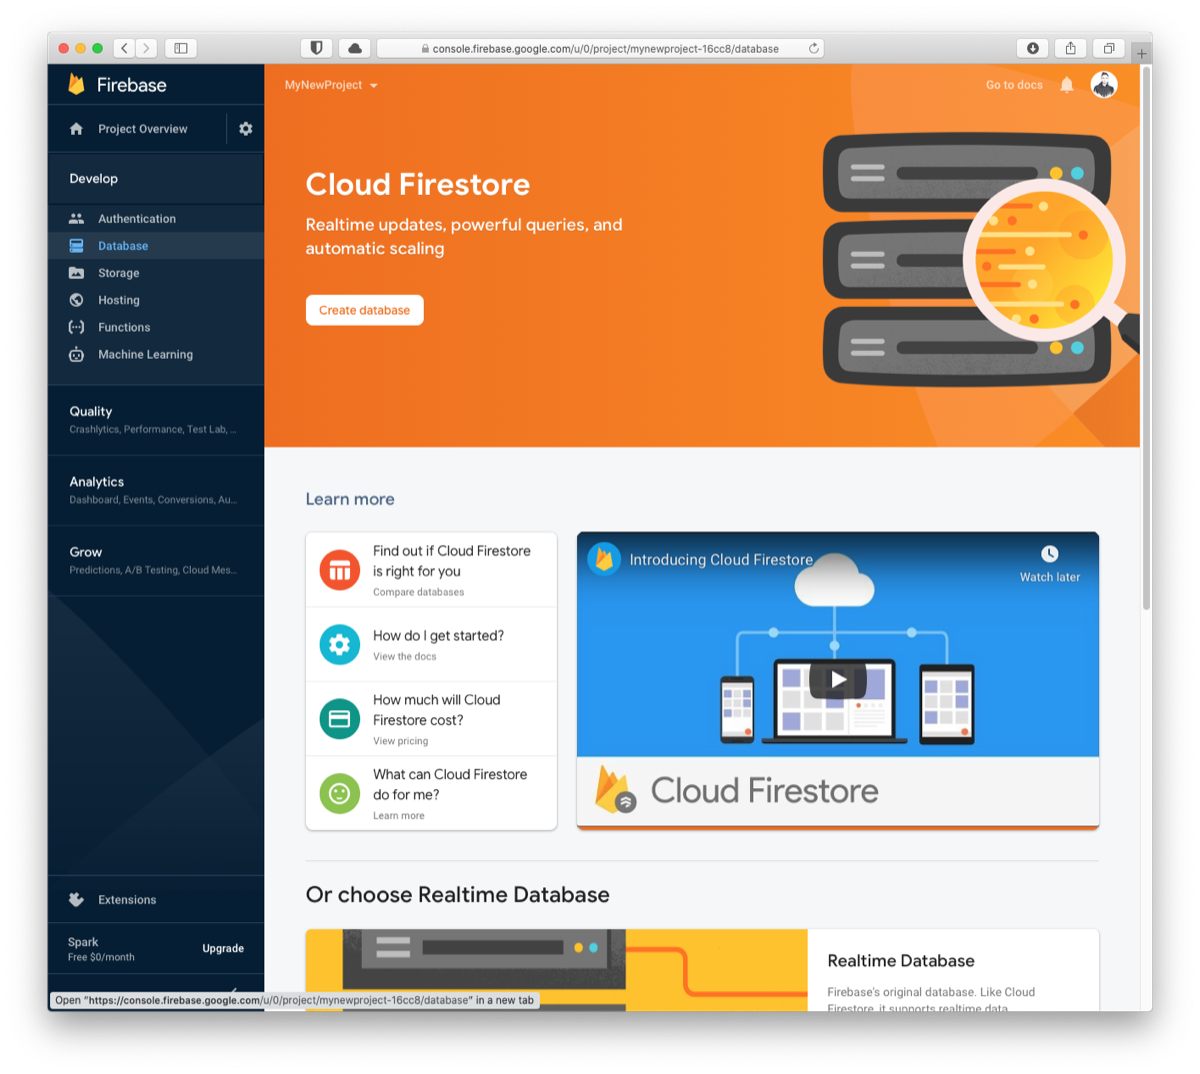 console.firebase.google.com/u/0/project/mynewproject-16cc8/database
Firebase
MyNewProject
Go to docs
Project Overview
Develop
Authentication
Database
Storage
Hosting
Functions
Machine Learning
Quality
Crashlytics, Performance, Test Lab, ...
Analytics
Dashboard, Events, Conversions, Au...
Grow
Predictions, A/B Testing, Cloud Mes...
Extensions
Spark
Free $0/month
Upgrade
Cloud Firestore
Realtime updates, powerful queries, and
automatic scaling
Create database
Learn more
Find out if Cloud Firestore
is right for you
Compare databases
How do I get started?
View the docs
How much will Cloud
Firestore cost?
View pricing
What can Cloud Firestore
do for me?
Learn more
Introducing Cloud Firestore
Watch later
Cloud Firestore
Or choose Realtime Database
Realtime Database
Firebase's original database. Like Cloud
Firestore, it supports realtime data
Open "https://console.firebase.google.com/u/0/project/mynewproject-16cc8/database" in a new tab